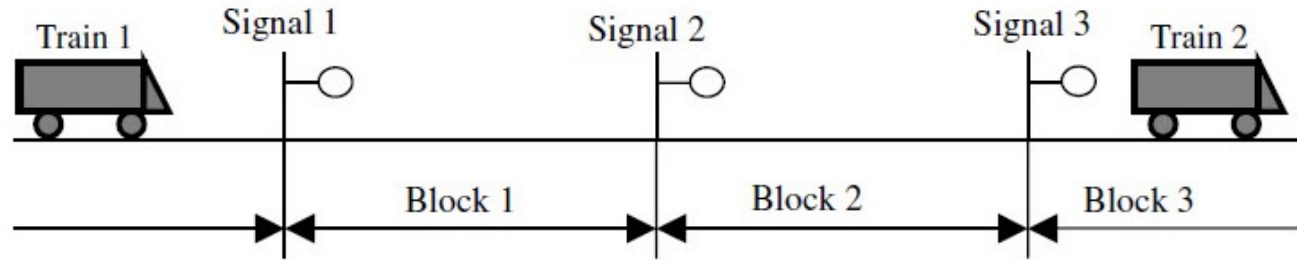 Train 1
Signal 1
Signal 2
Signal 3
Train 2
Block 1
Block 2
Block 3